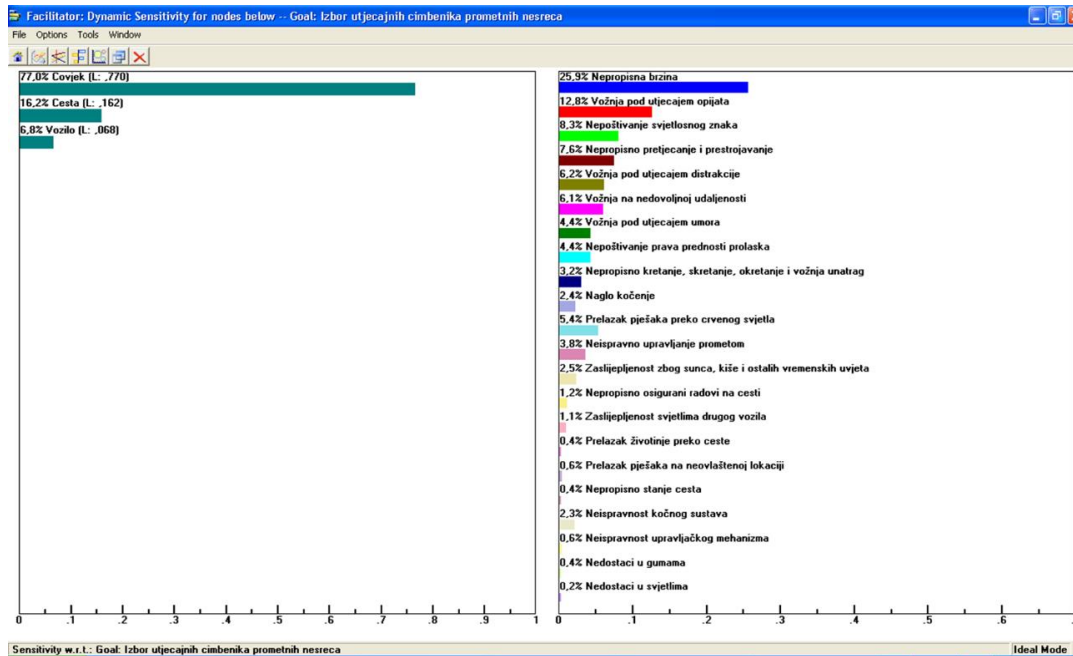 Facilitator: Dynamic Sensitivity for nodes below -- Goal: Izbor utjecajnih cimbenika prometnih nesreca
File Options Tools Window
77,0% Covjek (L: ,770)
16,2% Cesta (L: ,162)
6,8% Vozilo (L: ,068)
0 .1 .2 .3 .4 .5 .6 .7 .8 .9 1
25,9% Nepropisna brzina
12,8% Vožnja pod utjecajem opijata
8,3% Nepoštivanje svjetlosnog znaka
7,6% Nepropisno pretjecanje i prestrojavanje
6,2% Vožnja pod utjecajem distrakcije
6,1% Vožnja na nedovoljnoj udaljenosti
4,4% Vožnja pod utjecajem umora
4,4% Nepoštivanje prava prednosti prolaska
3,2% Nepropisno kretanje, skretanje, okretanje i vožnja unatrag
2,4% Naglo kočenje
5,4% Prelazak pješaka preko crvenog svjetla
3,8% Neispravno upravljanje prometom
2,5% Zaslijepljenost zbog sunca, kiše i ostalih vremenskih uvjeta
1,2% Nepropisno osigurani radovi na cesti
1,1% Zaslijepljenost svjetlima drugog vozila
0,4% Prelazak životinje preko ceste
0,6% Prelazak pješaka na neovlaštenoj lokaciji
0,4% Nepropisno stanje cesta
2,3% Neispravnost kočnog sustava
0,6% Neispravnost upravljačkog mehanizma
0,4% Nedostaci u gumama
0,2% Nedostaci u svjetlima
0 .1 .2 .3 .4 .5 .6
Sensitivity w.r.t.: Goal: Izbor utjecajnih cimbenika prometnih nesreca
Ideal Mode